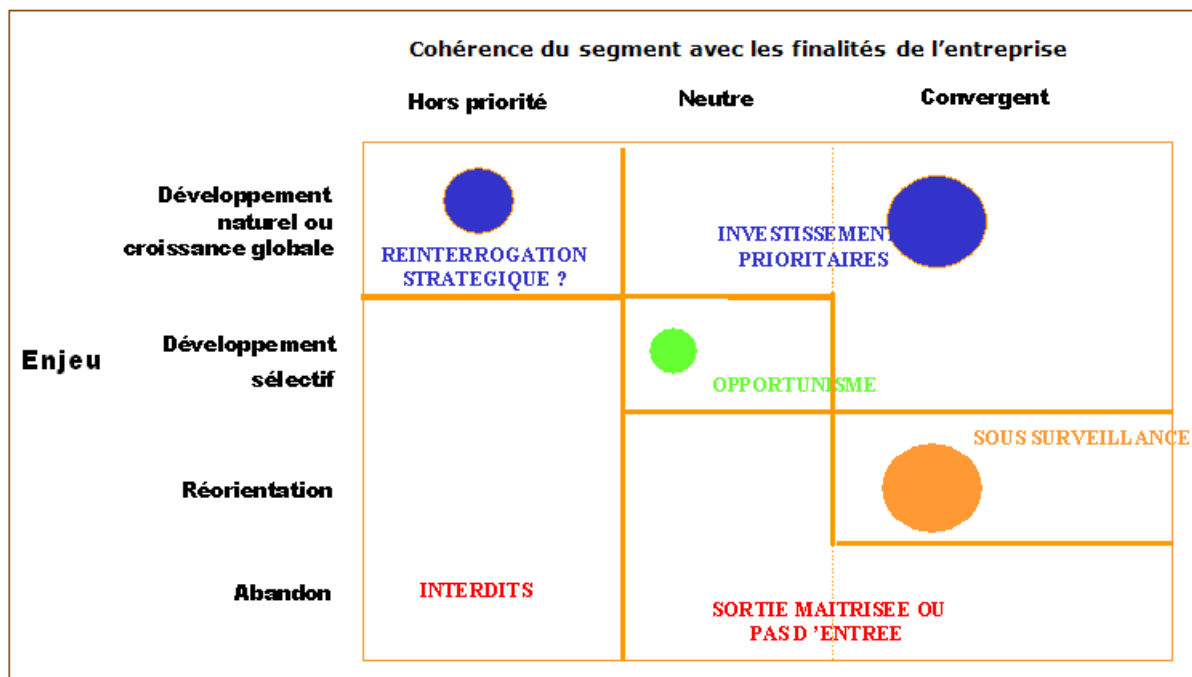 Cohérence du segment avec les finalités de l’entreprise
Hors priorité
Neutre
Convergent
Développement
naturel ou
croissance globale
REINTERROGATION
STRATEGIQUE ?
INVESTISSEMENT
PRIORITAIRES
Enjeu
Développement
sélectif
OPPORTUNISME
SOUS SURVEILLANCE
Réorientation
Abandon
INTERDITS
SORTIE MAITRISEE OU
PAS D ’ENTREE